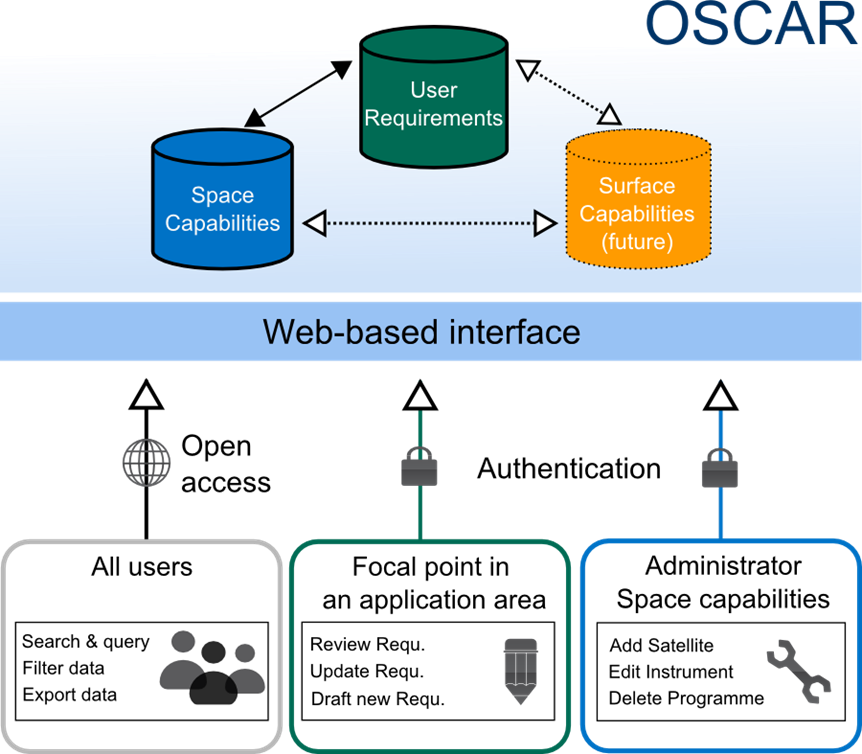 OSCAR
User
Requirements
Space
Capabilities
Surface
Capabilities
(future)
Web-based interface
Open
access
Authentication
All users
Search & query
Filter data
Export data
Focal point in
an application area
Review Requ.
Update Requ.
Draft new Requ.
Administrator
Space capabilities
Add Satellite
Edit Instrument
Delete Programme